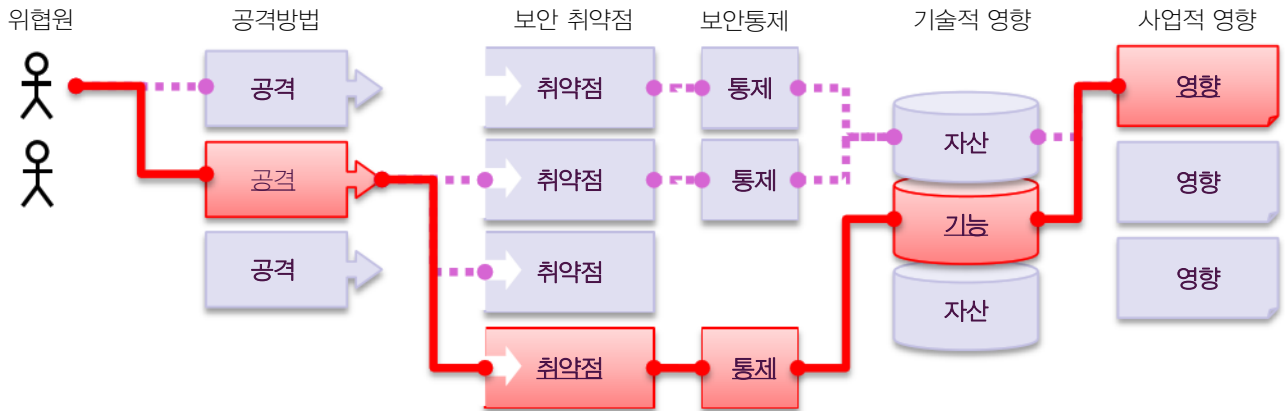 위협원
공격방법
보안 취약점
보안통제
기술적 영향
사업적 영향
공격
취약점
통제
영향
자산
공격
취약점
통제
영향
기능
공격
취약점
영향
자산
취약점
통제